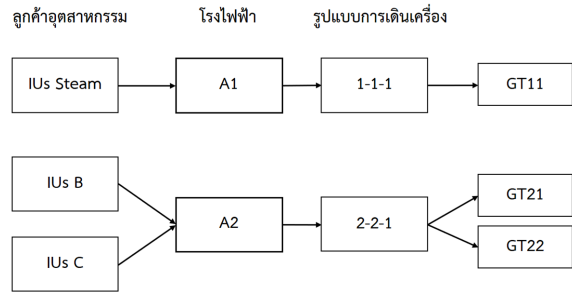 ลูกค้าอุตสาหกรรม โรงไฟฟ้า รูปแบบการเดินเครื่อง
IUs Steam A1 1-1-1 GT11
IUs B
A2 2-2-1 GT21
GT22
IUs C